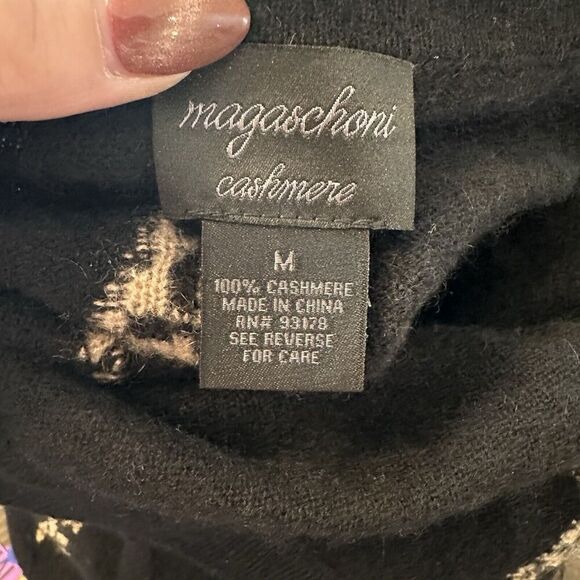 magaschoni
cashmere
M
100% CASHMERE
MADE IN CHINA
RN# 93178
SEE REVERSE
FOR CARE